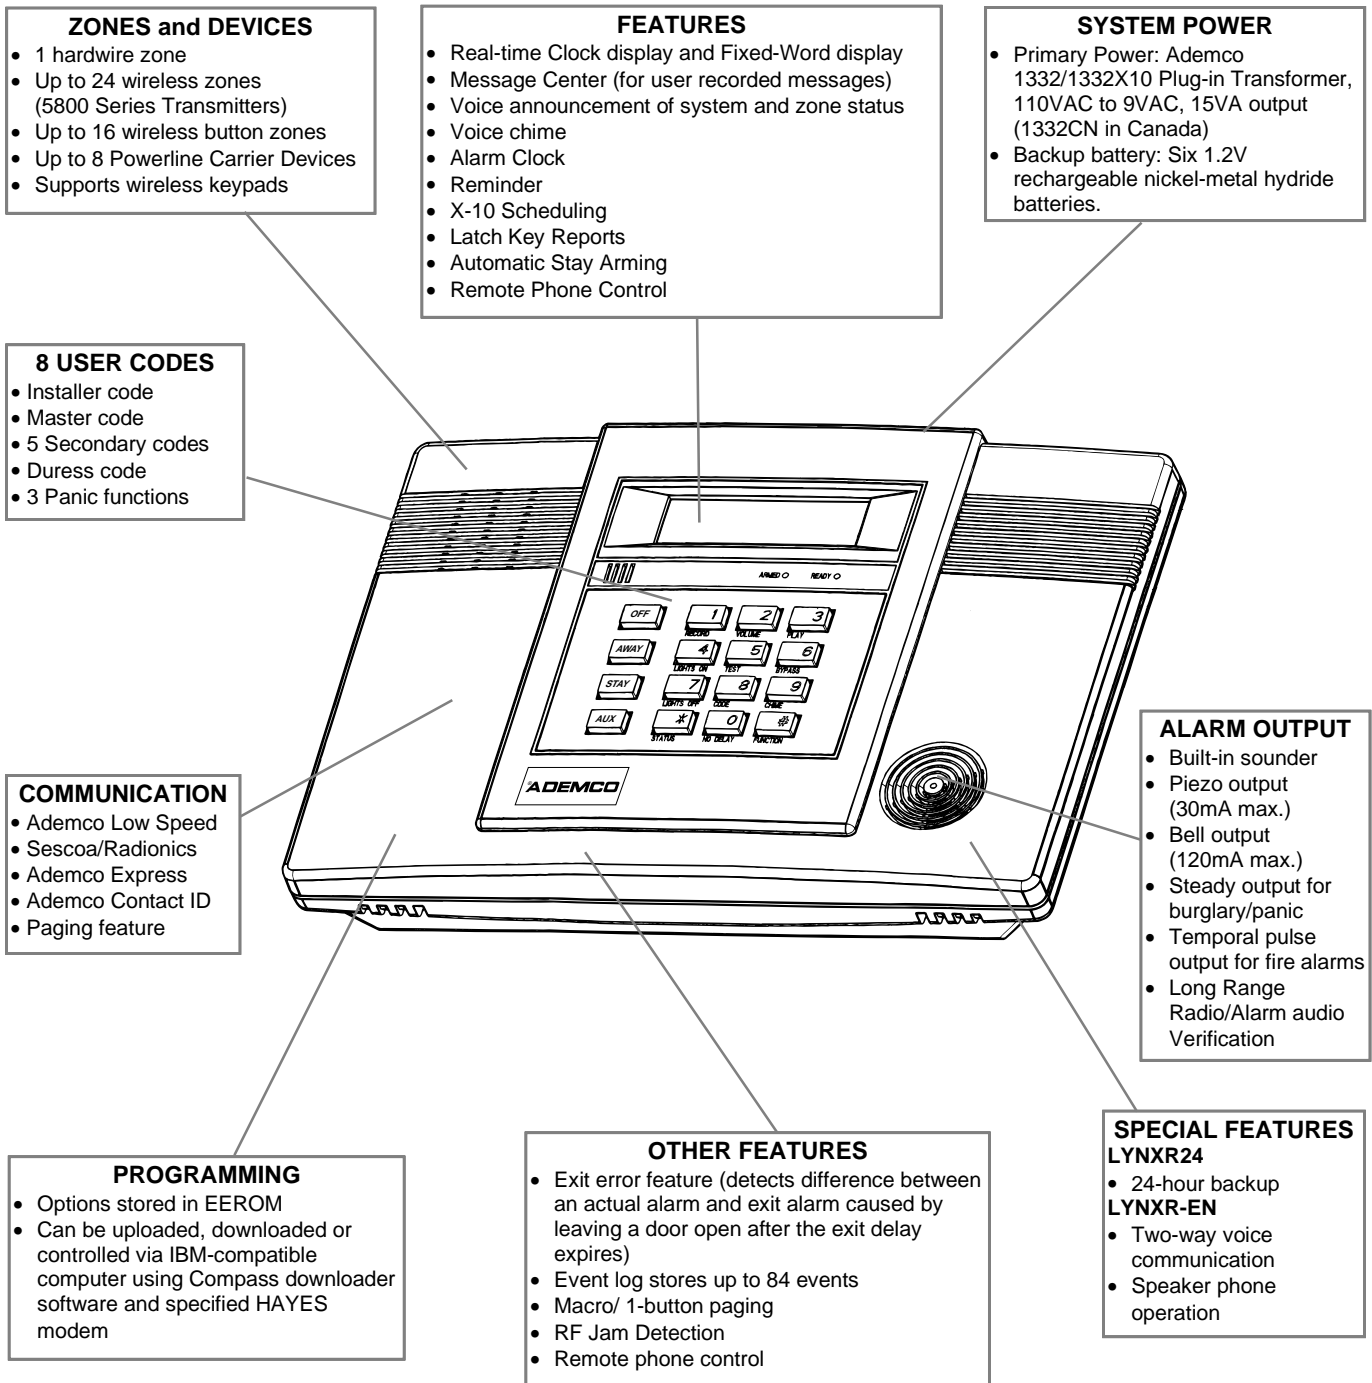 ZONES and DEVICES
• 1 hardwire zone
• Up to 24 wireless zones
(5800 Series Transmitters)
• Up to 16 wireless button zones
• Up to 8 Powerline Carrier Devices
• Supports wireless keypads
FEATURES
• Real-time Clock display and Fixed-Word display
• Message Center (for user recorded messages)
• Voice announcement of system and zone status
• Voice chime
• Alarm Clock
• Reminder
• X-10 Scheduling
• Latch Key Reports
• Automatic Stay Arming
• Remote Phone Control
SYSTEM POWER
• Primary Power: Ademco
1332/1332X10 Plug-in Transformer,
110VAC to 9VAC, 15VA output
(1332CN in Canada)
• Backup battery: Six 1.2V
rechargeable nickel-metal hydride
batteries.
8 USER CODES
• Installer code
• Master code
• 5 Secondary codes
• Duress code
• 3 Panic functions
ARMED READY
OFF 1 2 3
RECORD VOLUME PLAY
AWAY 4 5 6
LIGHTS ON TEST BYPASS
STAY 7 8 9
LIGHTS OFF CODE CHIME
AUX * 0 #
STATUS NO DELAY FUNCTION
ADEMCO
COMMUNICATION
• Ademco Low Speed
• Sescoa/Radionics
• Ademco Express
• Ademco Contact ID
• Paging feature
ALARM OUTPUT
• Built-in sounder
• Piezo output
(30mA max.)
• Bell output
(120mA max.)
• Steady output for
burglary/panic
• Temporal pulse
output for fire alarms
• Long Range
Radio/Alarm audio
Verification
PROGRAMMING
• Options stored in EEROM
• Can be uploaded, downloaded or
controlled via IBM-compatible
computer using Compass downloader
software and specified HAYES
modem
OTHER FEATURES
• Exit error feature (detects difference between
an actual alarm and exit alarm caused by
leaving a door open after the exit delay
expires)
• Event log stores up to 84 events
• Macro/ 1-button paging
• RF Jam Detection
• Remote phone control
SPECIAL FEATURES
LYNXR24
• 24-hour backup
LYNXR-EN
• Two-way voice
communication
• Speaker phone
operation